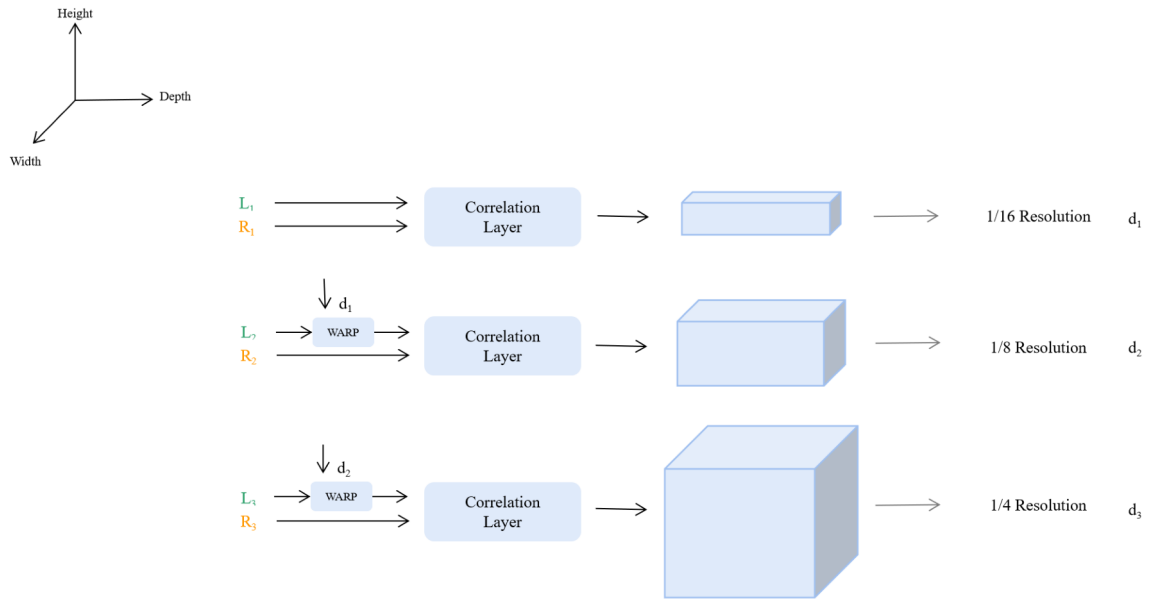 Height
Depth
Width
L₁
R₁
Correlation
Layer
1/16 Resolution
d₁
d₁
L₂
R₂
WARP
Correlation
Layer
1/8 Resolution
d₂
d₂
L₃
R₃
WARP
Correlation
Layer
1/4 Resolution
d₃